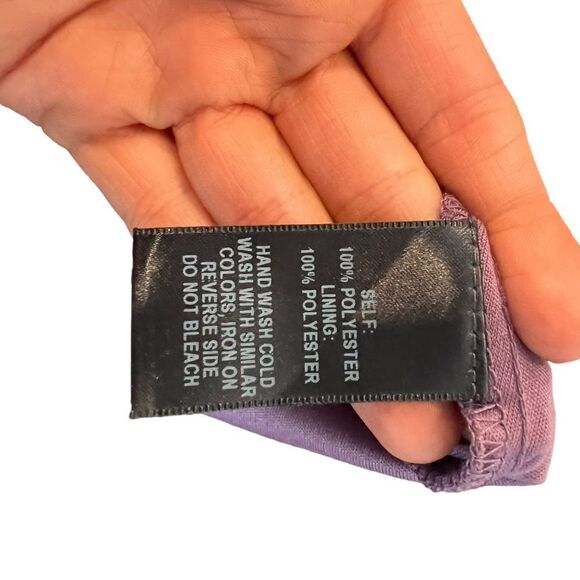 SELF:
100% POLYESTER
LINING:
100% POLYESTER
HAND WASH COLD
WASH WITH SIMILAR
COLORS, IRON ON
REVERSE SIDE
DO NOT BLEACH